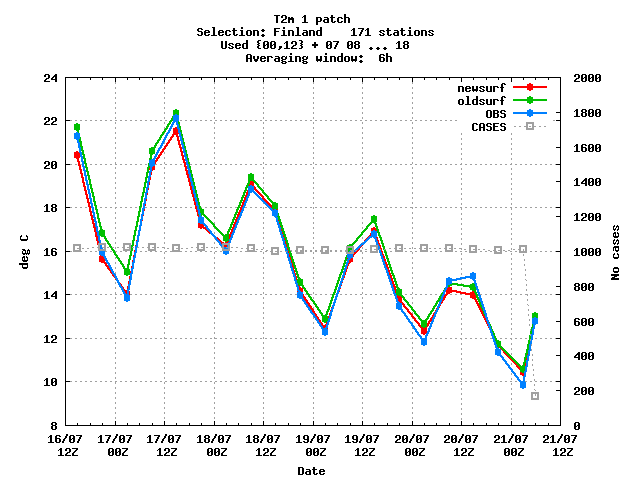 T2m 1 patch
Selection: Finland 171 stations
Used {00,12} + 07 08 ... 18
Averaging window: 6h
24 2000
newsurf
oldsurf
OBS
CASES
22 1800
20 1600
18 1400
16 1200
14 1000
12 800
10 600
8 400
200
0
deg C
No cases
16/07 17/07 17/07 18/07 18/07 19/07 19/07 20/07 20/07 21/07 21/07
12Z 00Z 12Z 00Z 12Z 00Z 12Z 00Z 12Z 00Z 12Z
Date